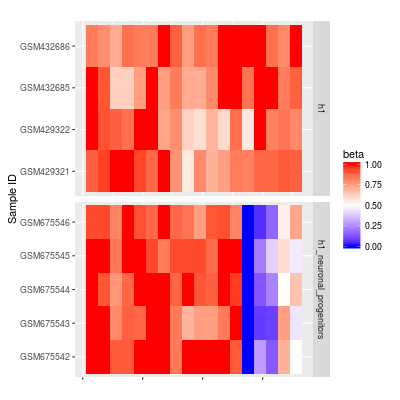 Sample ID
GSM432686
GSM432685
GSM429322
GSM429321
h1
GSM675546
GSM675545
GSM675544
GSM675543
GSM675542
h1_neuronal_progenitors
beta
1.00
0.75
0.50
0.25
0.00